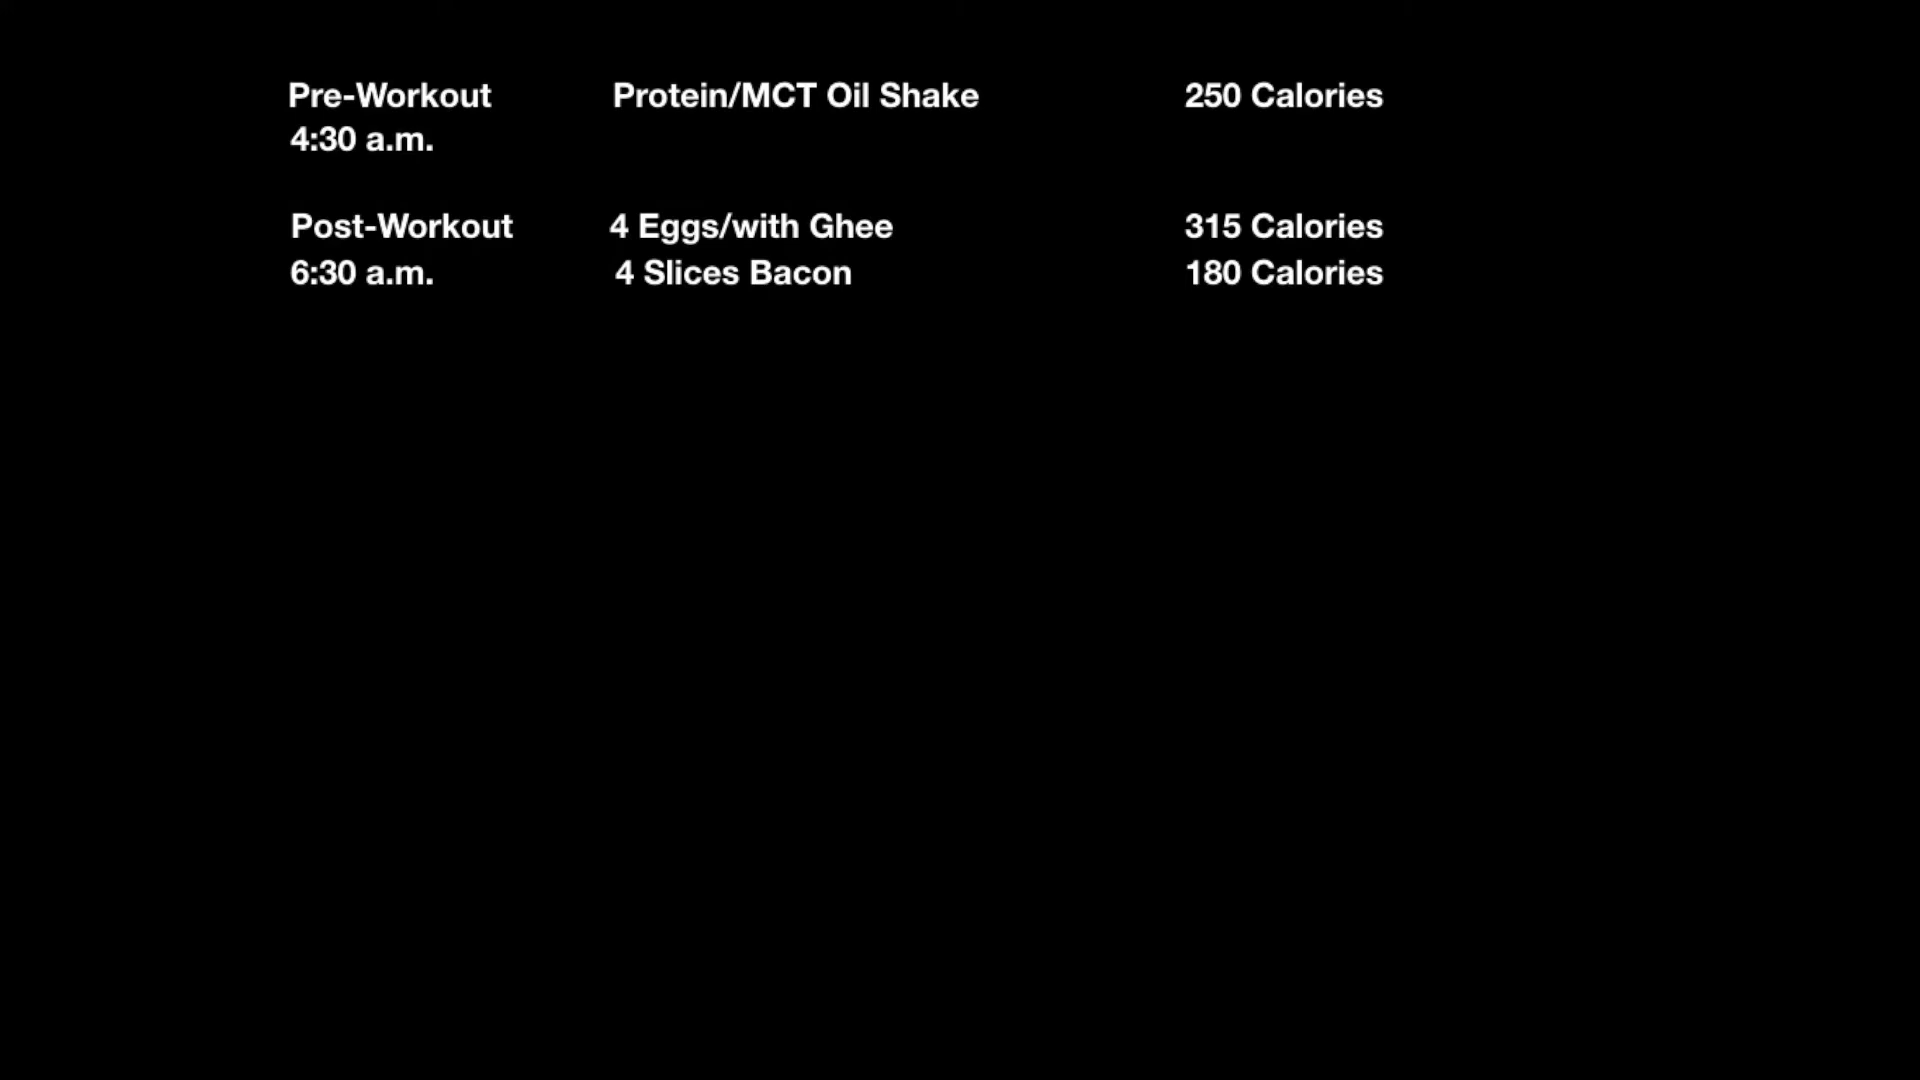 Pre-Workout Protein/MCT Oil Shake 250 Calories
4:30 a.m.
Post-Workout 4 Eggs/with Ghee 315 Calories
6:30 a.m. 4 Slices Bacon 180 Calories